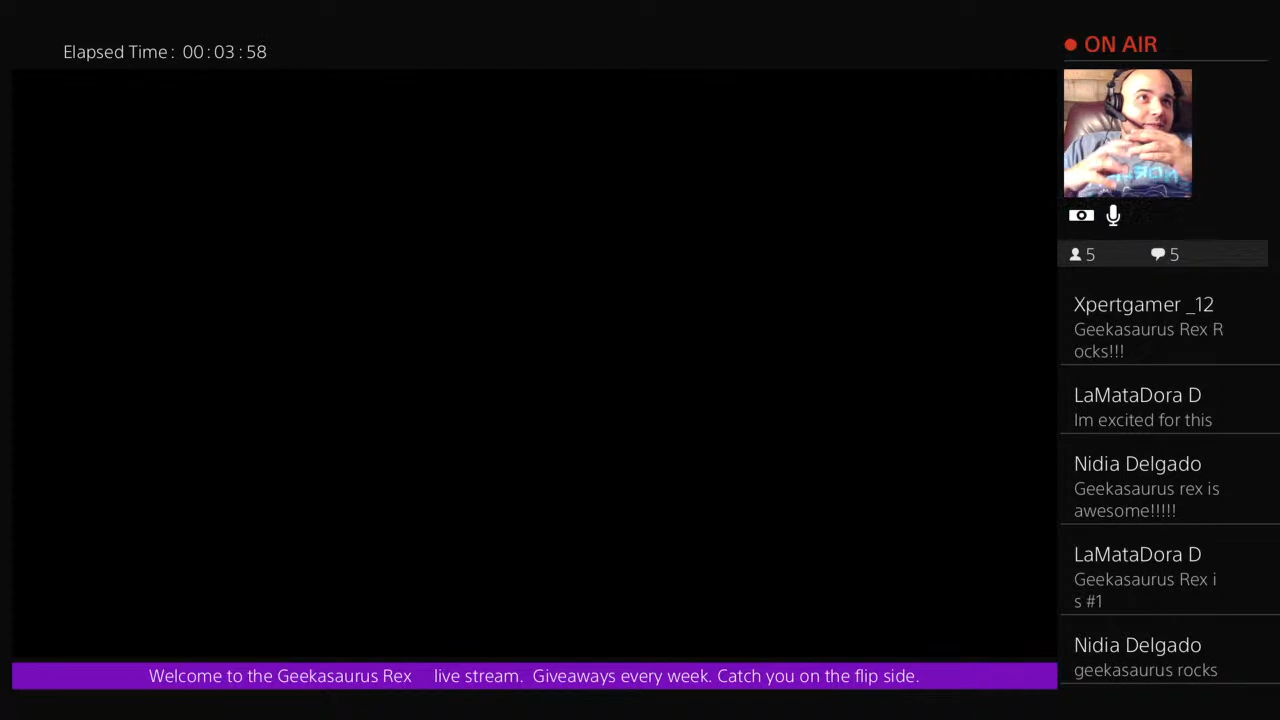 Elapsed Time: 00:03:58
ON AIR
5 5
Xpertgamer _12
Geekasaurus Rex R
ocks!!!
LaMataDora D
Im excited for this
Nidia Delgado
Geekasaurus rex is
awesome!!!!!
LaMataDora D
Geekasaurus Rex i
s #1
Nidia Delgado
geekasaurus rocks
Welcome to the Geekasaurus Rex live stream. Giveaways every week. Catch you on the flip side.